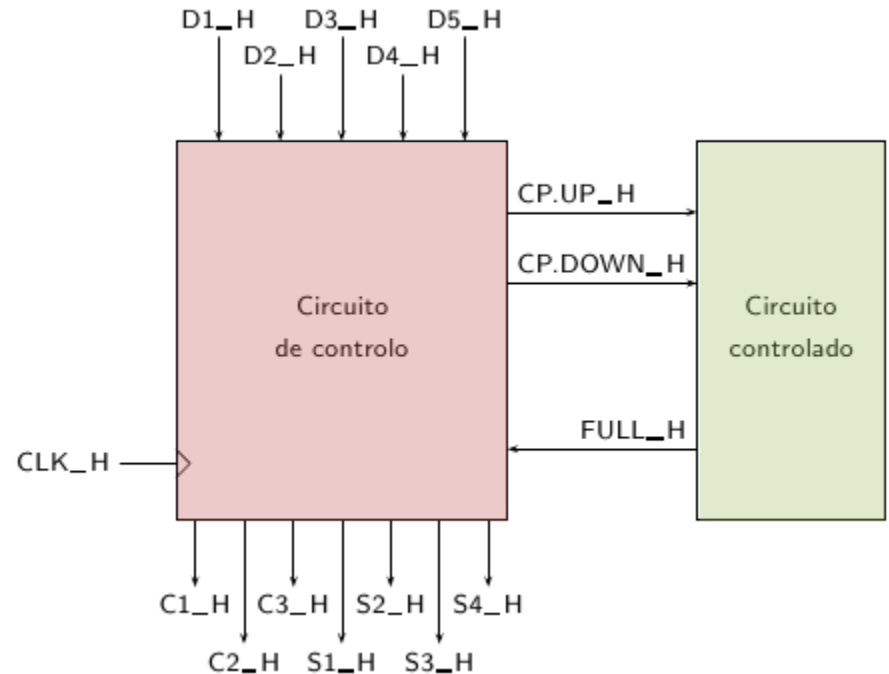 D1_H D3_H D5_H
D2_H D4_H
CP.UP_H
CP.DOWN_H
Circuito
de controlo
Circuito
controlado
FULL_H
CLK_H
C1_H C3_H S2_H S4_H
C2_H S1_H S3_H